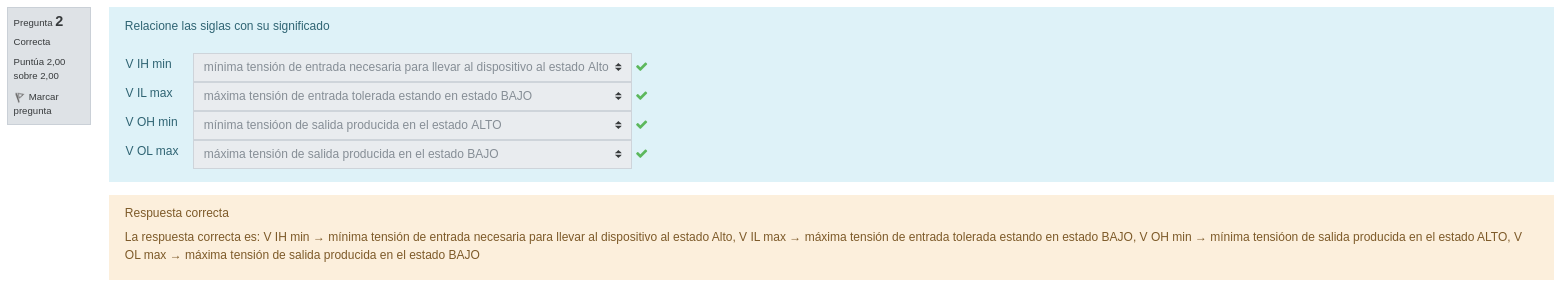 Pregunta 2
Correcta
Puntúa 2,00
sobre 2,00
Marcar
pregunta
Relacione las siglas con su significado
V IH min mínima tensión de entrada necesaria para llevar al dispositivo al estado Alto
V IL max máxima tensión de entrada tolerada estando en estado BAJO
V OH min mínima tensióon de salida producida en el estado ALTO
V OL max máxima tensión de salida producida en el estado BAJO
Respuesta correcta
La respuesta correcta es: V IH min → mínima tensión de entrada necesaria para llevar al dispositivo al estado Alto, V IL max → máxima tensión de entrada tolerada estando en estado BAJO, V OH min → mínima tensióon de salida producida en el estado ALTO, V
OL max → máxima tensión de salida producida en el estado BAJO